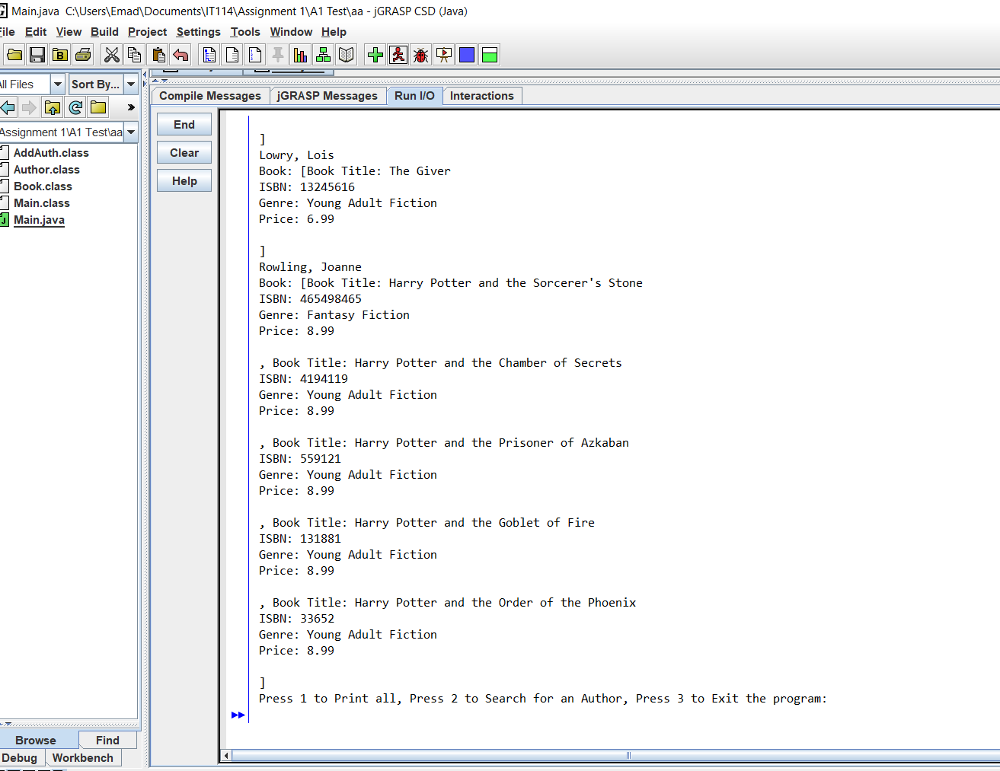 Main.java  C:\Users\Emad\Documents\IT114\Assignment 1\A1 Test\aa - jGRASP CSD (Java)
File Edit View Build Project Settings Tools Window Help
All Files Sort By...
Assignment 1\A1 Test\aa
AddAuth.class
Author.class
Book.class
Main.class
Main.java
Browse Find
Debug Workbench
Compile Messages jGRASP Messages Run I/O Interactions
End
Clear
Help
]
Lowry, Lois
Book: [Book Title: The Giver
ISBN: 13245616
Genre: Young Adult Fiction
Price: 6.99
]
Rowling, Joanne
Book: [Book Title: Harry Potter and the Sorcerer's Stone
ISBN: 465498465
Genre: Fantasy Fiction
Price: 8.99
, Book Title: Harry Potter and the Chamber of Secrets
ISBN: 4194119
Genre: Young Adult Fiction
Price: 8.99
, Book Title: Harry Potter and the Prisoner of Azkaban
ISBN: 559121
Genre: Young Adult Fiction
Price: 8.99
, Book Title: Harry Potter and the Goblet of Fire
ISBN: 131881
Genre: Young Adult Fiction
Price: 8.99
, Book Title: Harry Potter and the Order of the Phoenix
ISBN: 33652
Genre: Young Adult Fiction
Price: 8.99
]
Press 1 to Print all, Press 2 to Search for an Author, Press 3 to Exit the program: